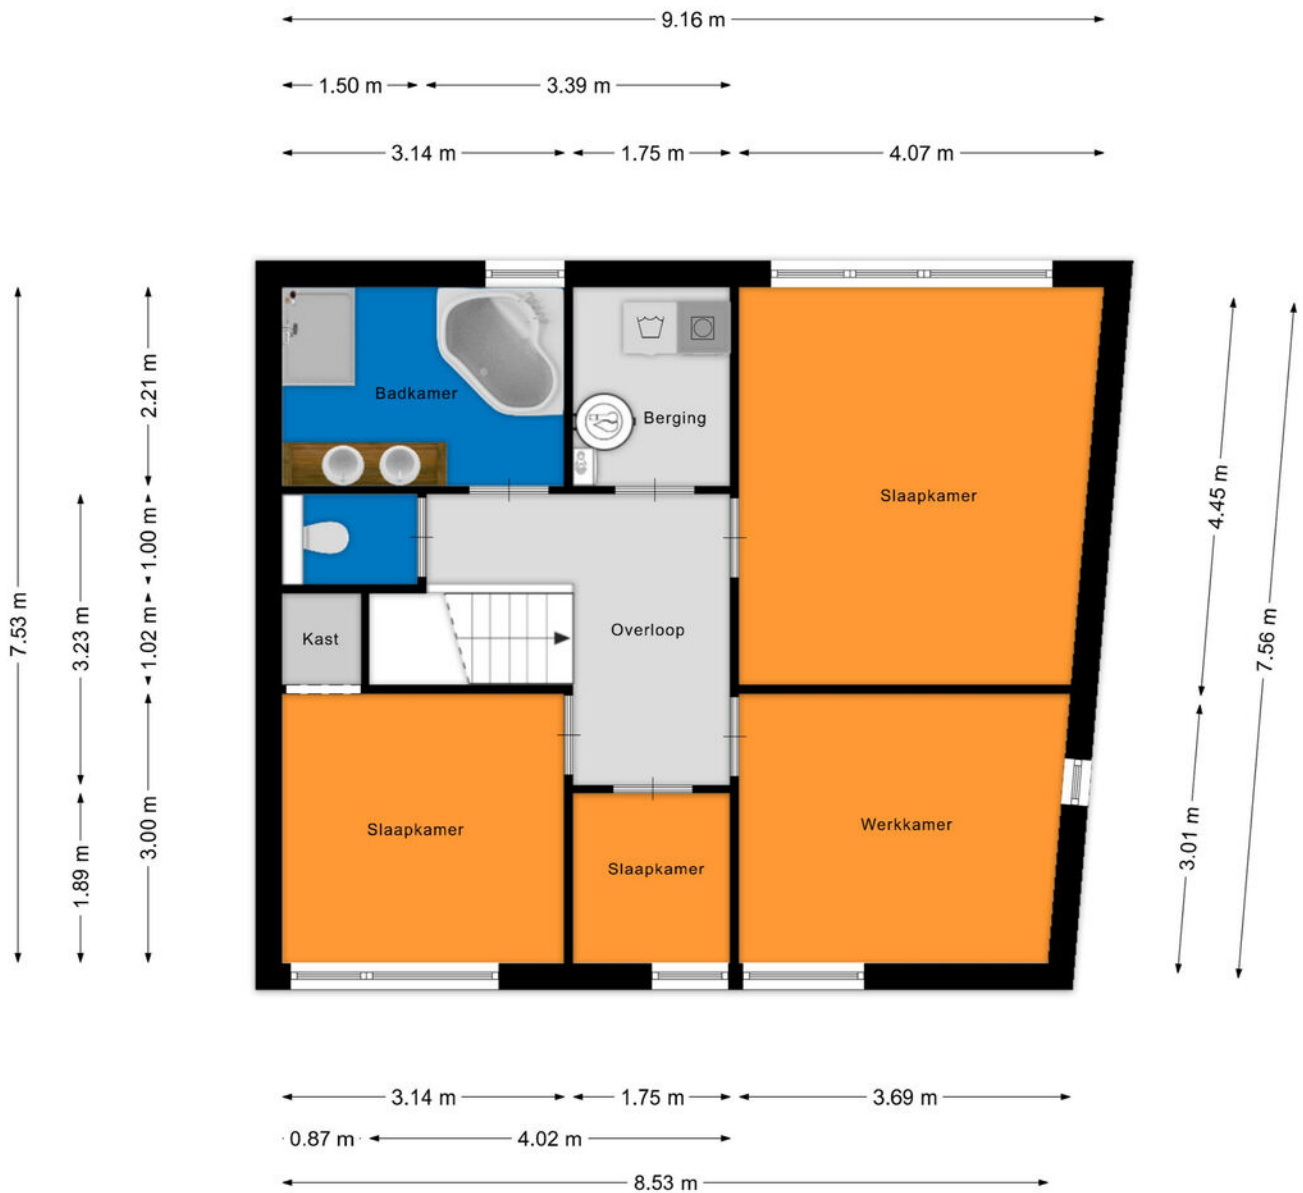 9.16 m
1.50 m
3.39 m
3.14 m
1.75 m
4.07 m
7.53 m
3.23 m
1.89 m
2.21 m
1.00 m
1.02 m
3.00 m
Badkamer
Berging
Slaapkamer
Kast
Overloop
Slaapkamer
Slaapkamer
Werkkamer
4.45 m
3.01 m
7.56 m
3.14 m
1.75 m
3.69 m
0.87 m
4.02 m
8.53 m